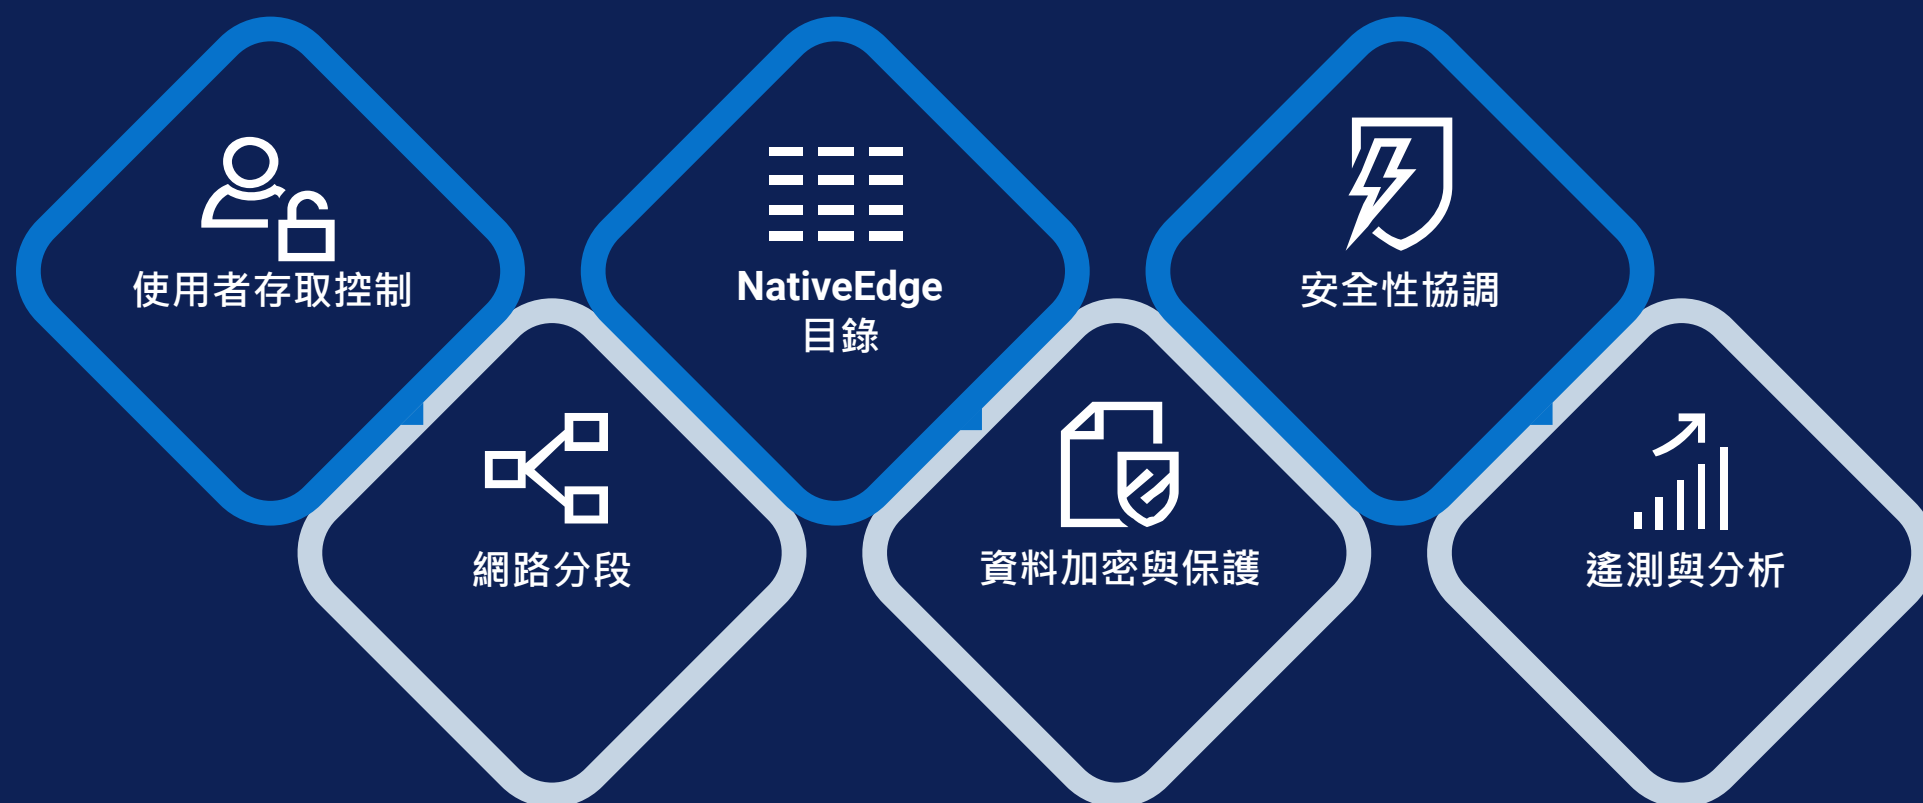 使用者存取控制
NativeEdge
目錄
安全性協調
網路分段
資料加密與保護
遙測與分析